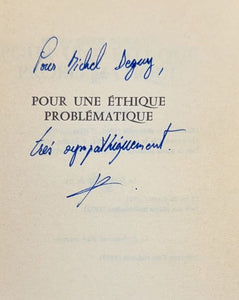 Pour Michel Deguy,
POUR UNE ÉTHIQUE
PROBLÉMATIQUE
très sympathiquement.